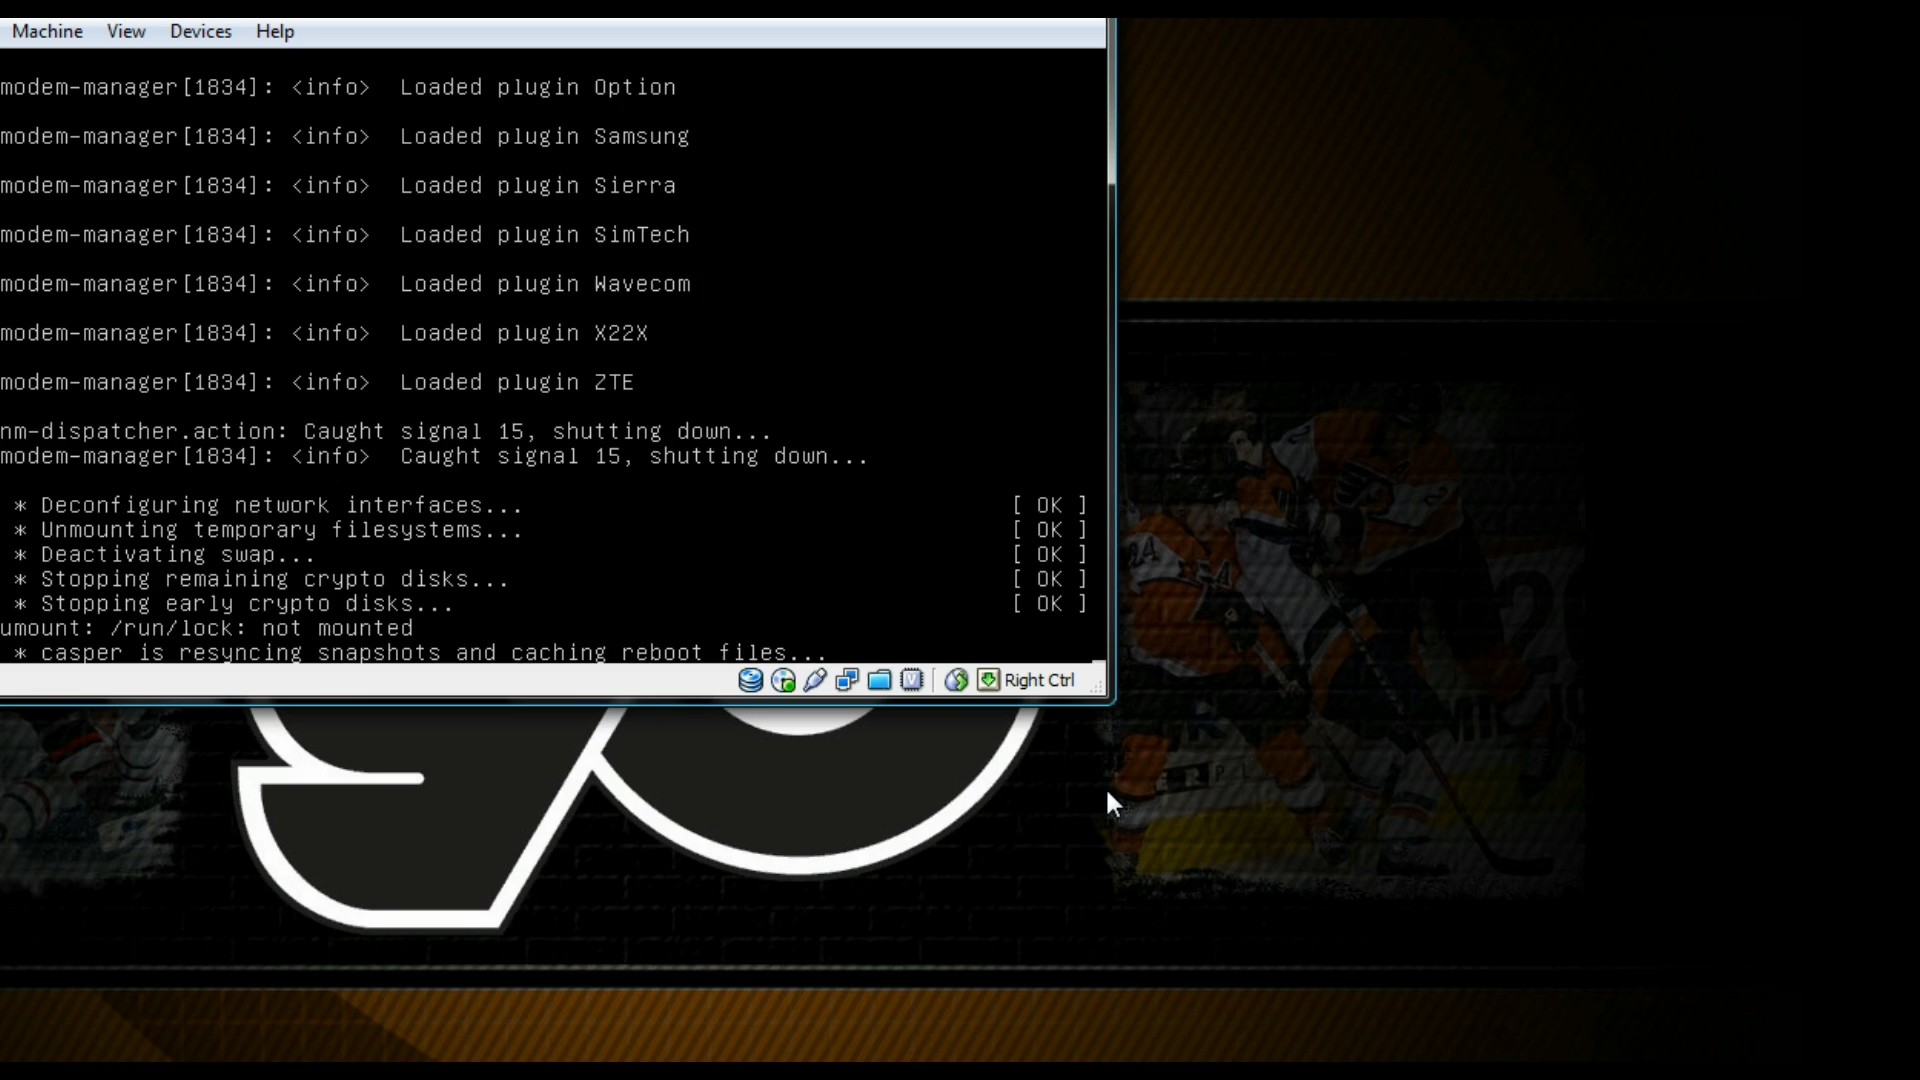 Machine View Devices Help
modem-manager[1834]: <info>  Loaded plugin Option
modem-manager[1834]: <info>  Loaded plugin Samsung
modem-manager[1834]: <info>  Loaded plugin Sierra
modem-manager[1834]: <info>  Loaded plugin SimTech
modem-manager[1834]: <info>  Loaded plugin Wavecom
modem-manager[1834]: <info>  Loaded plugin X22X
modem-manager[1834]: <info>  Loaded plugin ZTE
nm-dispatcher.action: Caught signal 15, shutting down...
modem-manager[1834]: <info>  Caught signal 15, shutting down...
* Deconfiguring network interfaces... [ OK ]
* Unmounting temporary filesystems... [ OK ]
* Deactivating swap... [ OK ]
* Stopping remaining crypto disks... [ OK ]
* Stopping early crypto disks... [ OK ]
umount: /run/lock: not mounted
* casper is resyncing snapshots and caching reboot files...
Right Ctrl